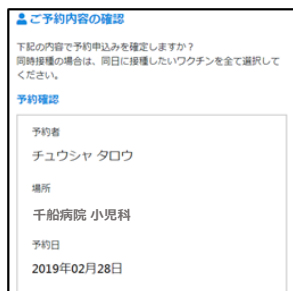 ご予約内容の確認
下記の内容で予約申込みを確定しますか？
同時接種の場合は、同日に接種したいワクチンを全て選択して
ください。
予約確認
予約者
チュウシャ タロウ
場所
千船病院 小児科
予約日
2019年02月28日